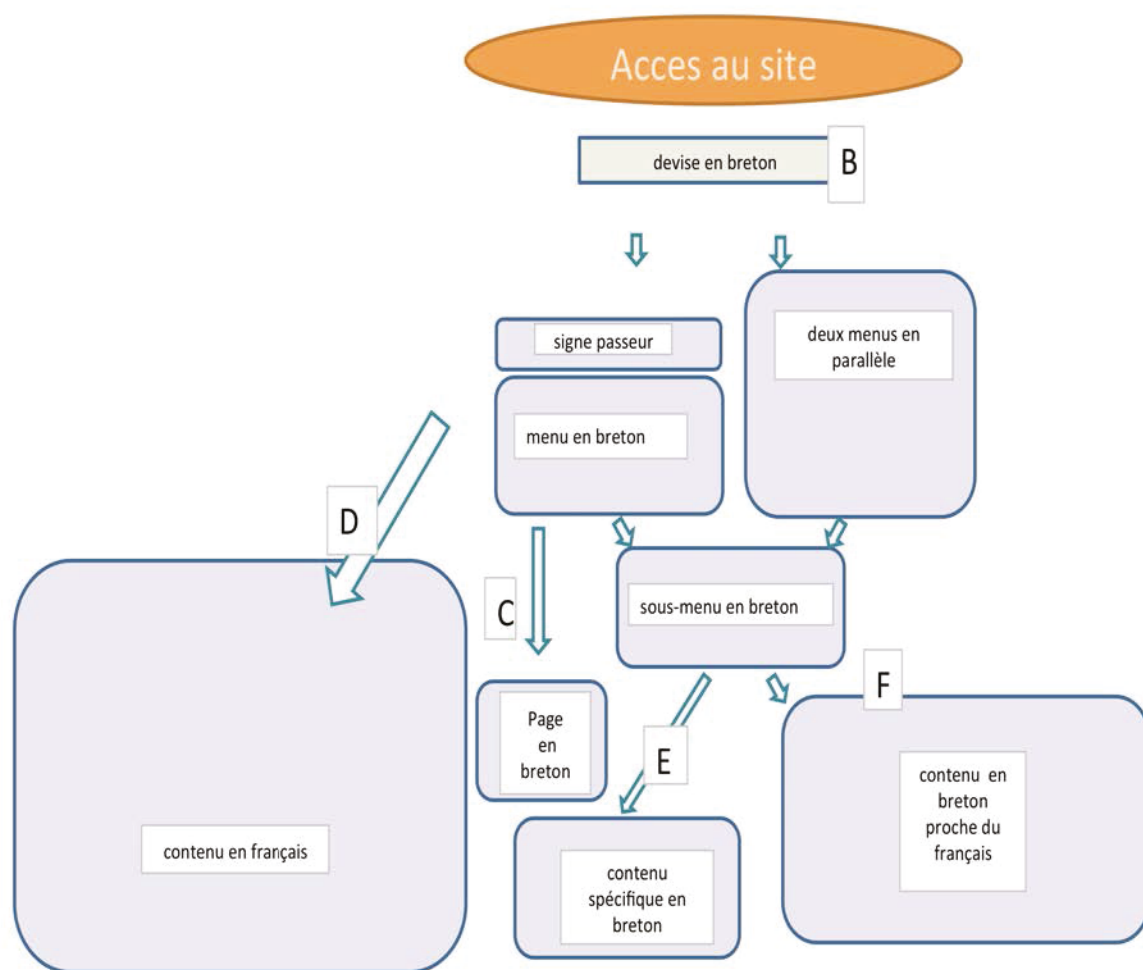 Acces au site
devise en breton
B
signe passeur
deux menus en
parallèle
menu en breton
D
C
sous-menu en breton
F
Page
en
breton
E
contenu en
breton
proche du
français
contenu en français
contenu
spécifique en
breton